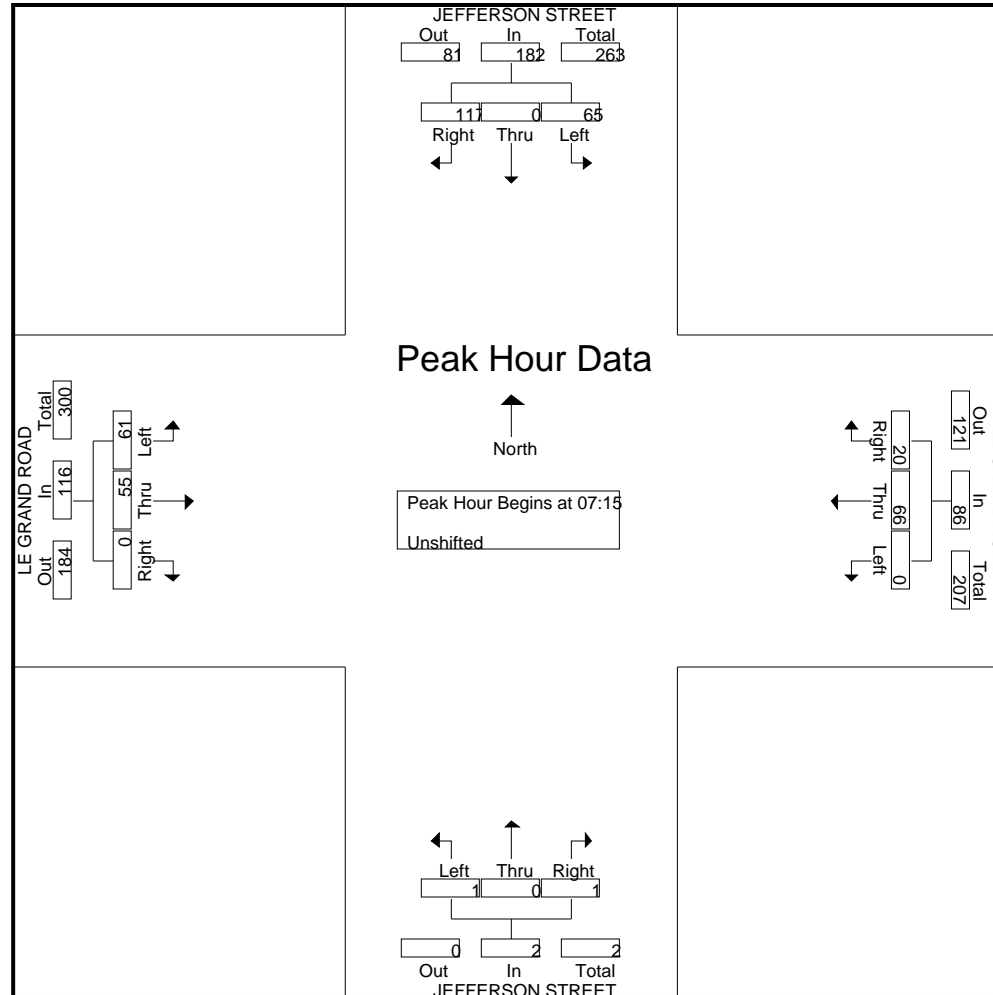 JEFFERSON STREET
Out In Total
81 182 263
117 0 65
Right Thru Left
Peak Hour Data
North
Peak Hour Begins at 07:15
Unshifted
LE GRAND ROAD
Total In Out
300 116 184
61 55 0
Left Thru Right
Right Thru Left
20 66 0
121 86 207
Out In Total
Left Thru Right
1 0 1
0 2 2
Out In Total
JEFFERSON STREET